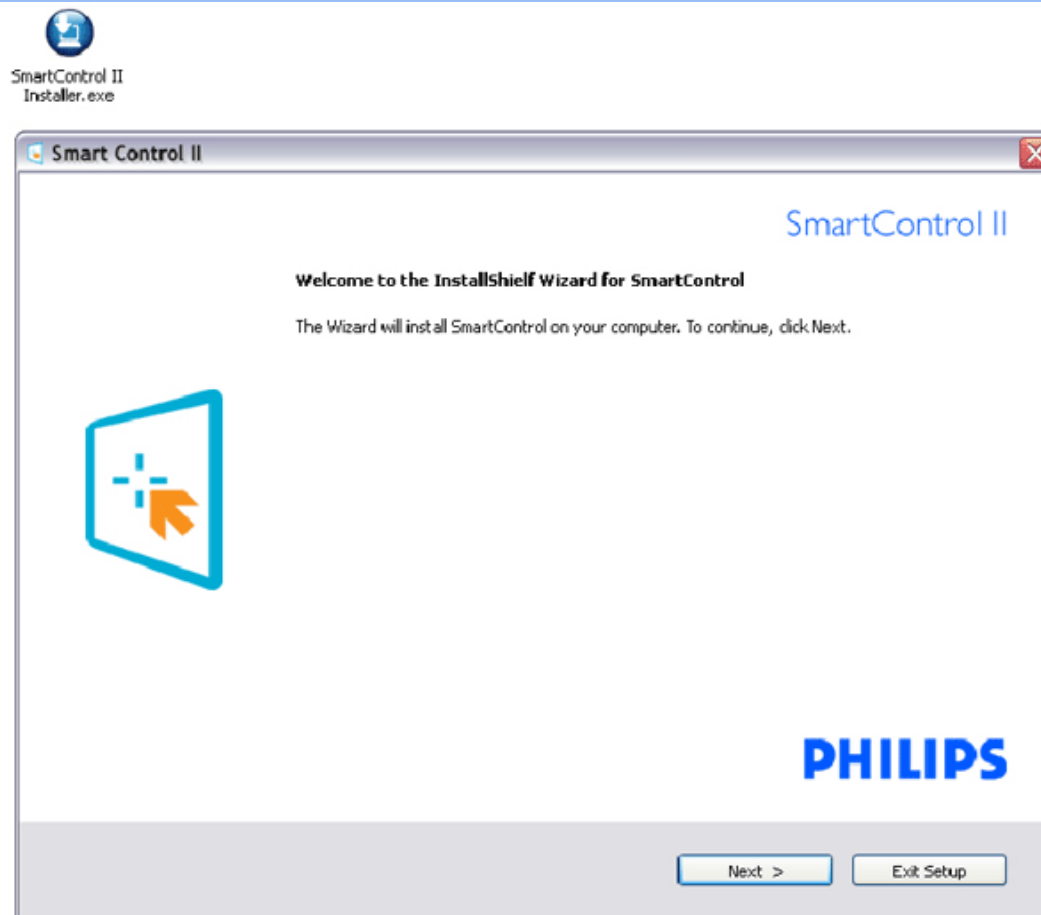 SmartControl II
Installer.exe
Smart Control II
SmartControl II
Welcome to the InstallShielf Wizard for SmartControl
The Wizard will install SmartControl on your computer. To continue, click Next.
PHILIPS
Next >
Exit Setup